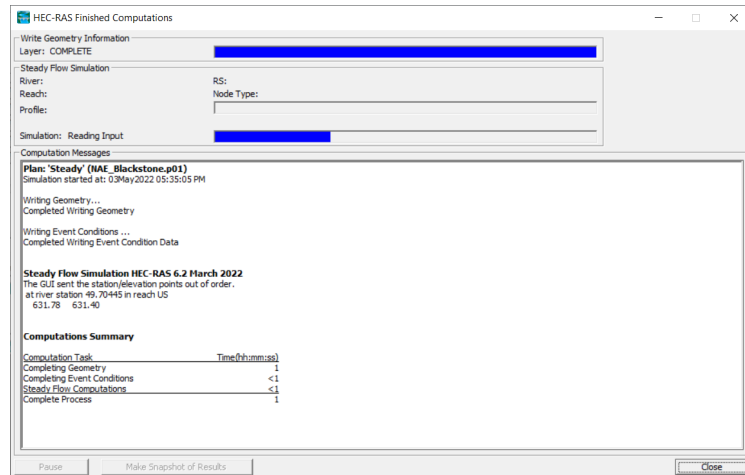 HEC-RAS Finished Computations
Write Geometry Information
Layer: COMPLETE
Steady Flow Simulation
River: RS:
Reach: Node Type:
Profile:
Simulation: Reading Input
Computation Messages
Plan: 'Steady' (NAE_Blackstone.p01)
Simulation started at: 03May2022 05:35:05 PM
Writing Geometry...
Completed Writing Geometry
Writing Event Conditions ...
Completed Writing Event Condition Data
Steady Flow Simulation HEC-RAS 6.2 March 2022
The GUI sent the station/elevation points out of order.
at river station 49.70445 in reach US
631.78 631.40
Computations Summary
Computation Task Time(hh:mm:ss)
Completing Geometry 1
Completing Event Conditions <1
Steady Flow Computations <1
Complete Process 1
Pause Make Snapshot of Results Close